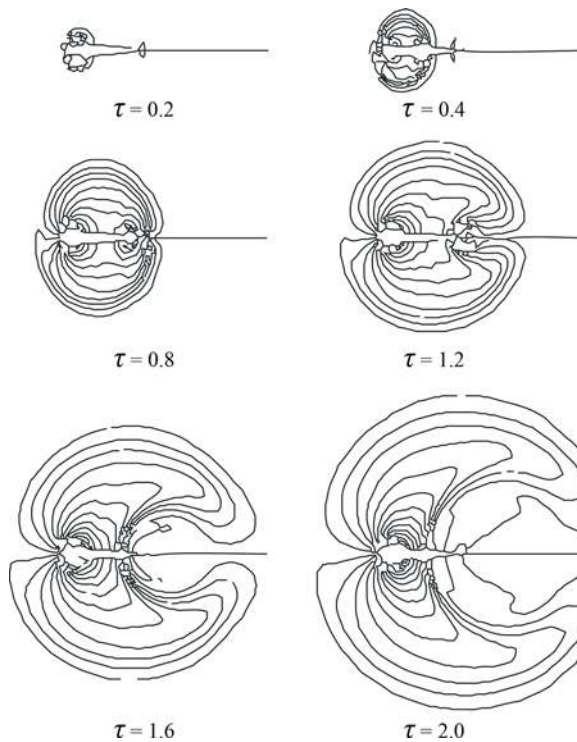 τ = 0.2
τ = 0.4
τ = 0.8
τ = 1.2
τ = 1.6
τ = 2.0